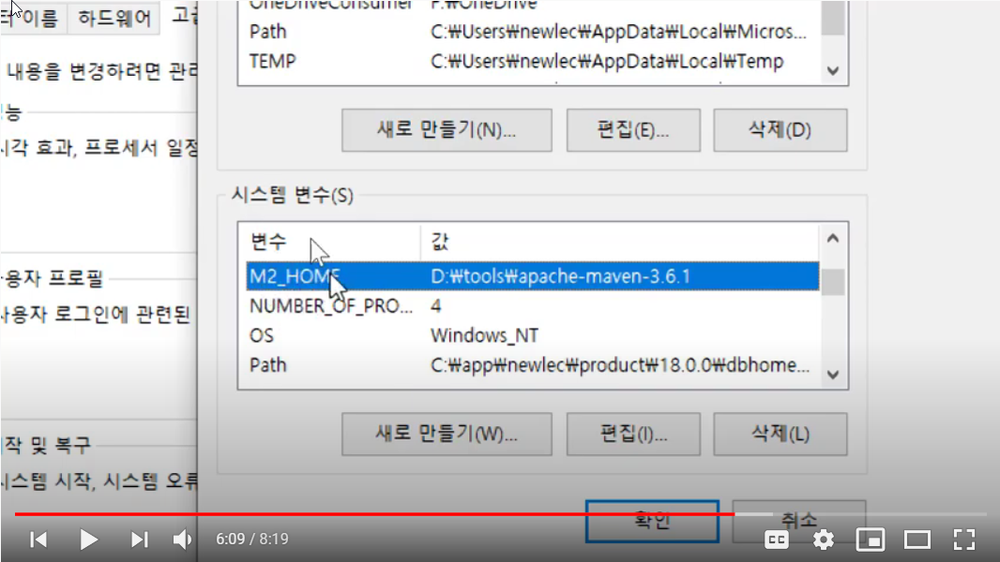 이름 하드웨어 고급
OneDriveConsumer F:₩OneDrive
Path C:₩Users₩newlec₩AppData₩Local₩Micros...
TEMP C:₩Users₩newlec₩AppData₩Local₩Temp
내용을 변경하려면
새로 만들기(N)... 편집(E)... 삭제(D)
시각 효과, 프로세서 일정
시스템 변수(S)
변수 값
M2_HOME D:₩tools₩apache-maven-3.6.1
NUMBER_OF_PRO... 4
OS Windows_NT
Path C:₩app₩newlec₩product₩18.0.0₩dbhome...
사용자 프로필
사용자 로그인에 관련된
새로 만들기(W)... 편집(I)... 삭제(L)
시작 및 복구
시스템 시작, 시스템 오류
확인 취소
6:09 / 8:19
CC